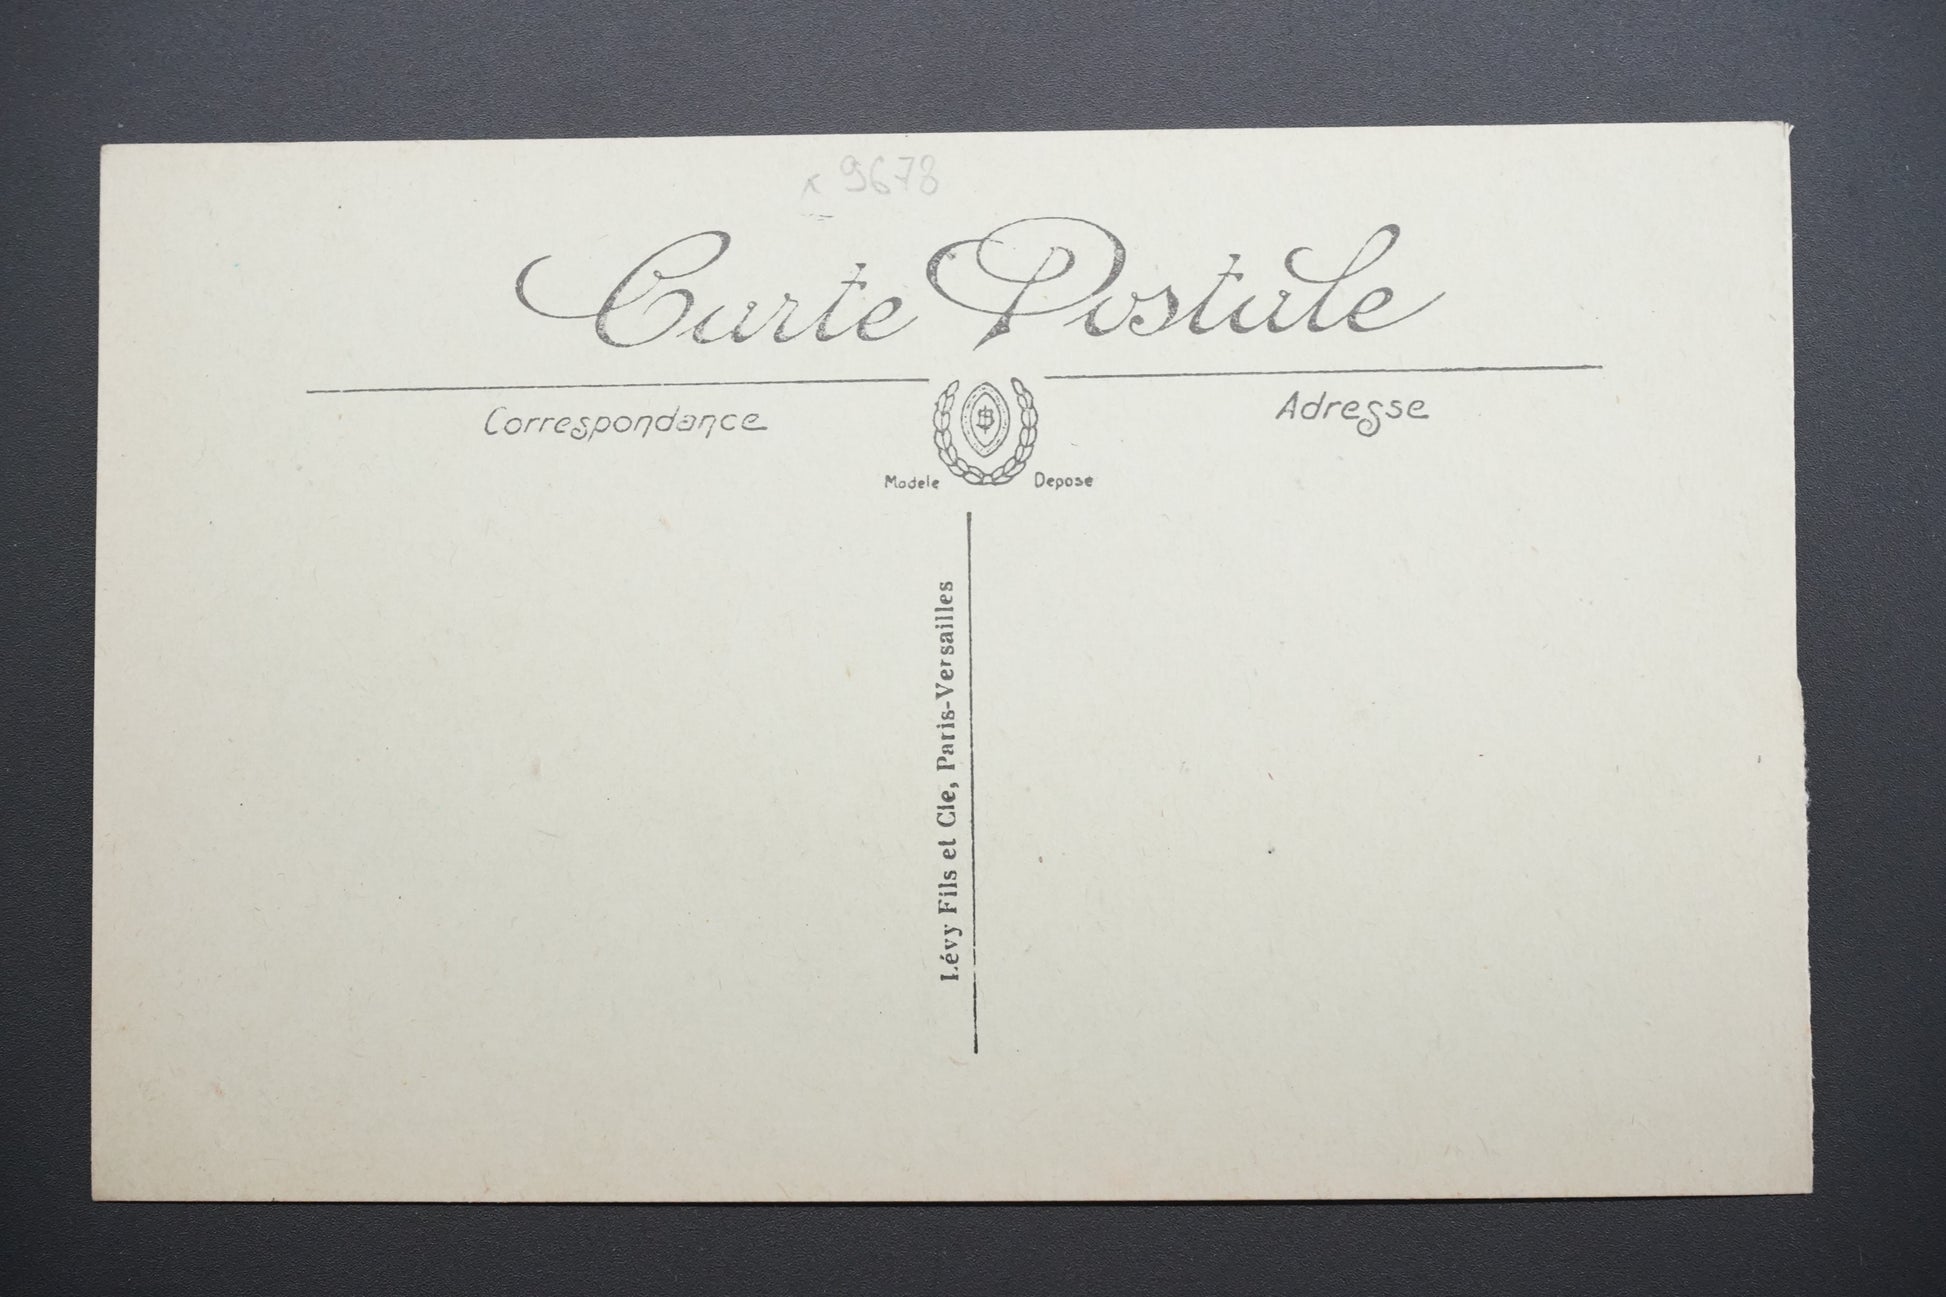 κ 9678
Carte Postale
Correspondance
Adresse
Modele
Depose
Lévy Fils et Cie, Paris-Versailles